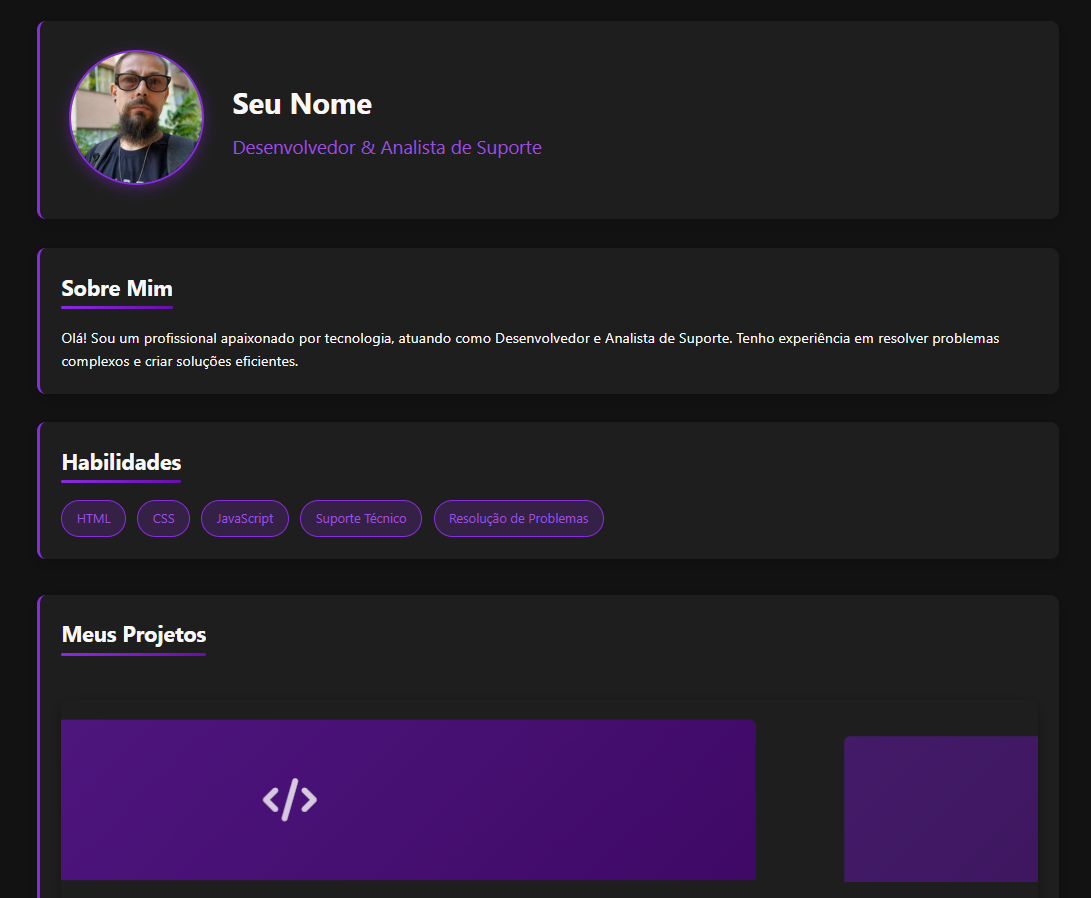 Seu Nome
Desenvolvedor & Analista de Suporte
Sobre Mim
Olá! Sou um profissional apaixonado por tecnologia, atuando como Desenvolvedor e Analista de Suporte. Tenho experiência em resolver problemas
complexos e criar soluções eficientes.
Habilidades
HTML CSS JavaScript Suporte Técnico Resolução de Problemas
Meus Projetos
</>